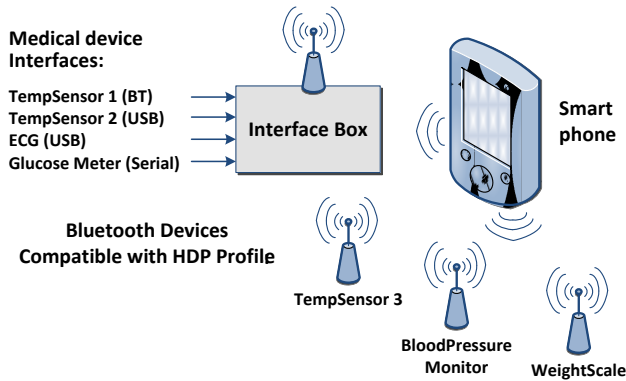 Medical device
Interfaces:
TempSensor 1 (BT)
TempSensor 2 (USB)
ECG (USB)
Glucose Meter (Serial)
Interface Box
Smart
phone
Bluetooth Devices
Compatible with HDP Profile
TempSensor 3
BloodPressure
Monitor
WeightScale